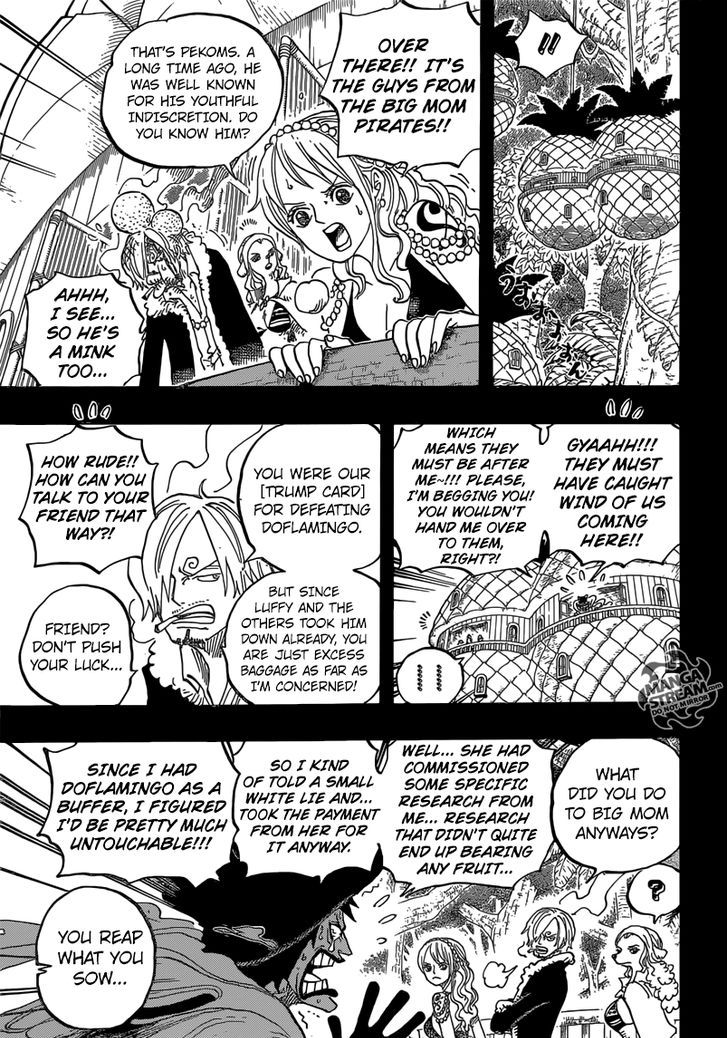 !!
OVER
THERE!! IT'S
THE GUYS FROM
THE BIG MOM
PIRATES!!
THAT'S PEKOMS. A
LONG TIME AGO, HE
WAS WELL KNOWN
FOR HIS YOUTHFUL
INDISCRETION. DO
YOU KNOW HIM?
AHHH,
I SEE...
SO HE'S
A MINK
TOO...
GYAAHH!!!
THEY MUST
HAVE CAUGHT
WIND OF US
COMING
HERE!!
WHICH
MEANS THEY
MUST BE AFTER
ME~!!! PLEASE,
I'M BEGGING YOU!
YOU WOULDN'T
HAND ME OVER
TO THEM,
RIGHT?!
!!!
YOU WERE OUR
[TRUMP CARD]
FOR DEFEATING
DOFLAMINGO.
BUT SINCE
LUFFY AND THE
OTHERS TOOK HIM
DOWN ALREADY, YOU
ARE JUST EXCESS
BAGGAGE AS FAR AS
I'M CONCERNED!
HOW RUDE!!
HOW CAN YOU
TALK TO YOUR
FRIEND THAT
WAY?!
FRIEND?
DON'T PUSH
YOUR LUCK...
MANGA
STREAM.COM
DO NOT MIRROR
WHAT
DID YOU DO
TO BIG MOM
ANYWAYS?
?
WELL... SHE HAD
COMMISSIONED
SOME SPECIFIC
RESEARCH FROM
ME... RESEARCH
THAT DIDN'T QUITE
END UP BEARING
ANY FRUIT...
SO I KIND
OF TOLD A SMALL
WHITE LIE AND...
TOOK THE PAYMENT
FROM HER FOR
IT ANYWAY.
SINCE I HAD
DOFLAMINGO AS A
BUFFER, I FIGURED
I'D BE PRETTY MUCH
UNTOUCHABLE!!!
YOU REAP
WHAT YOU
SOW...